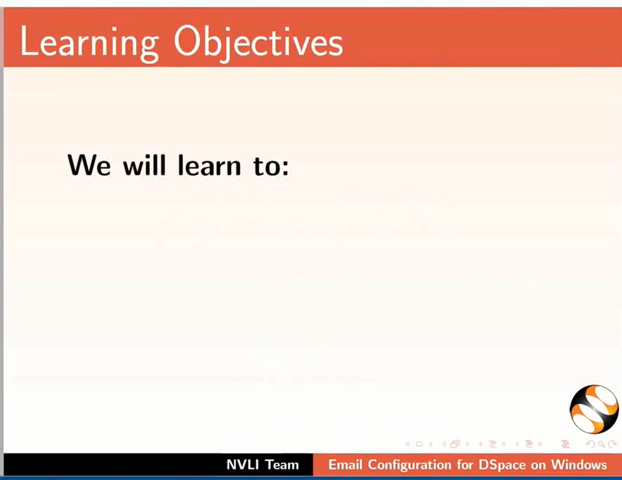 Learning Objectives
We will learn to:
NVLI Team
Email Configuration for DSpace on Windows